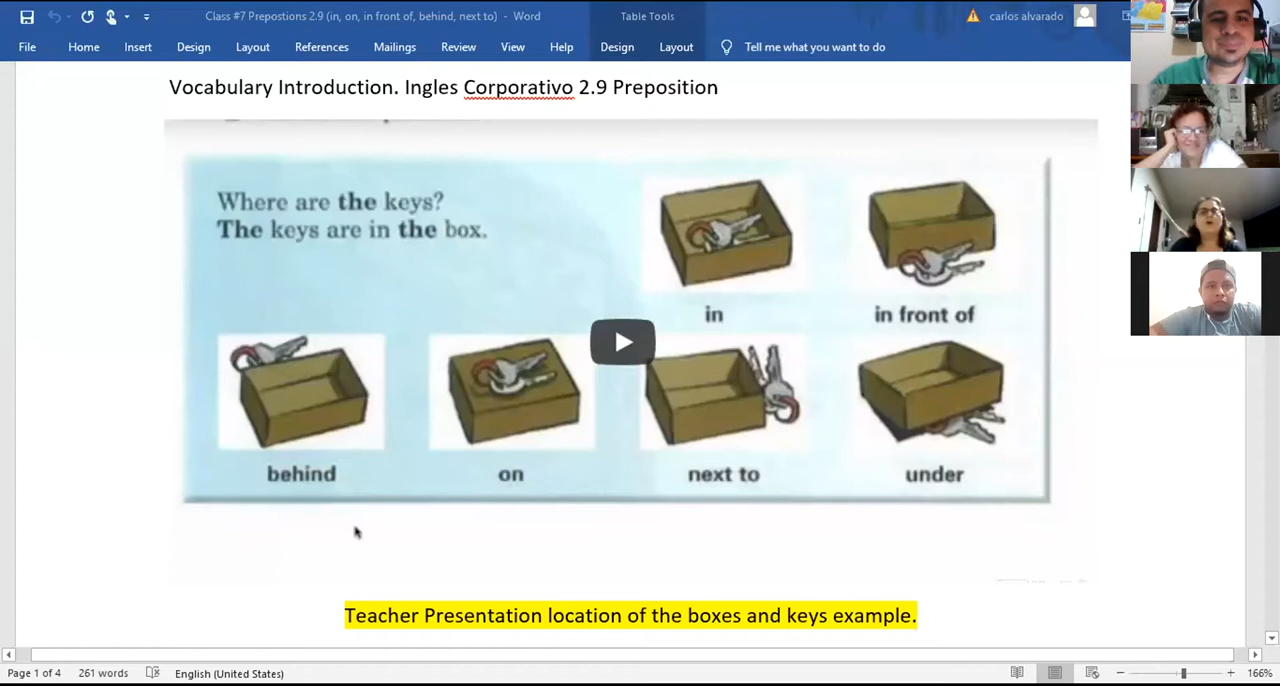 Class #7 Prepostions 2.9 (in, on, in front of, behind, next to) - Word
Table Tools
carlos alvarado
File Home Insert Design Layout References Mailings Review View Help Design Layout Tell me what you want to do
Vocabulary Introduction. Ingles Corporativo 2.9 Preposition
Where are the keys?
The keys are in the box.
in
in front of
behind
on
next to
under
Teacher Presentation location of the boxes and keys example.
Page 1 of 4 261 words English (United States) 166%